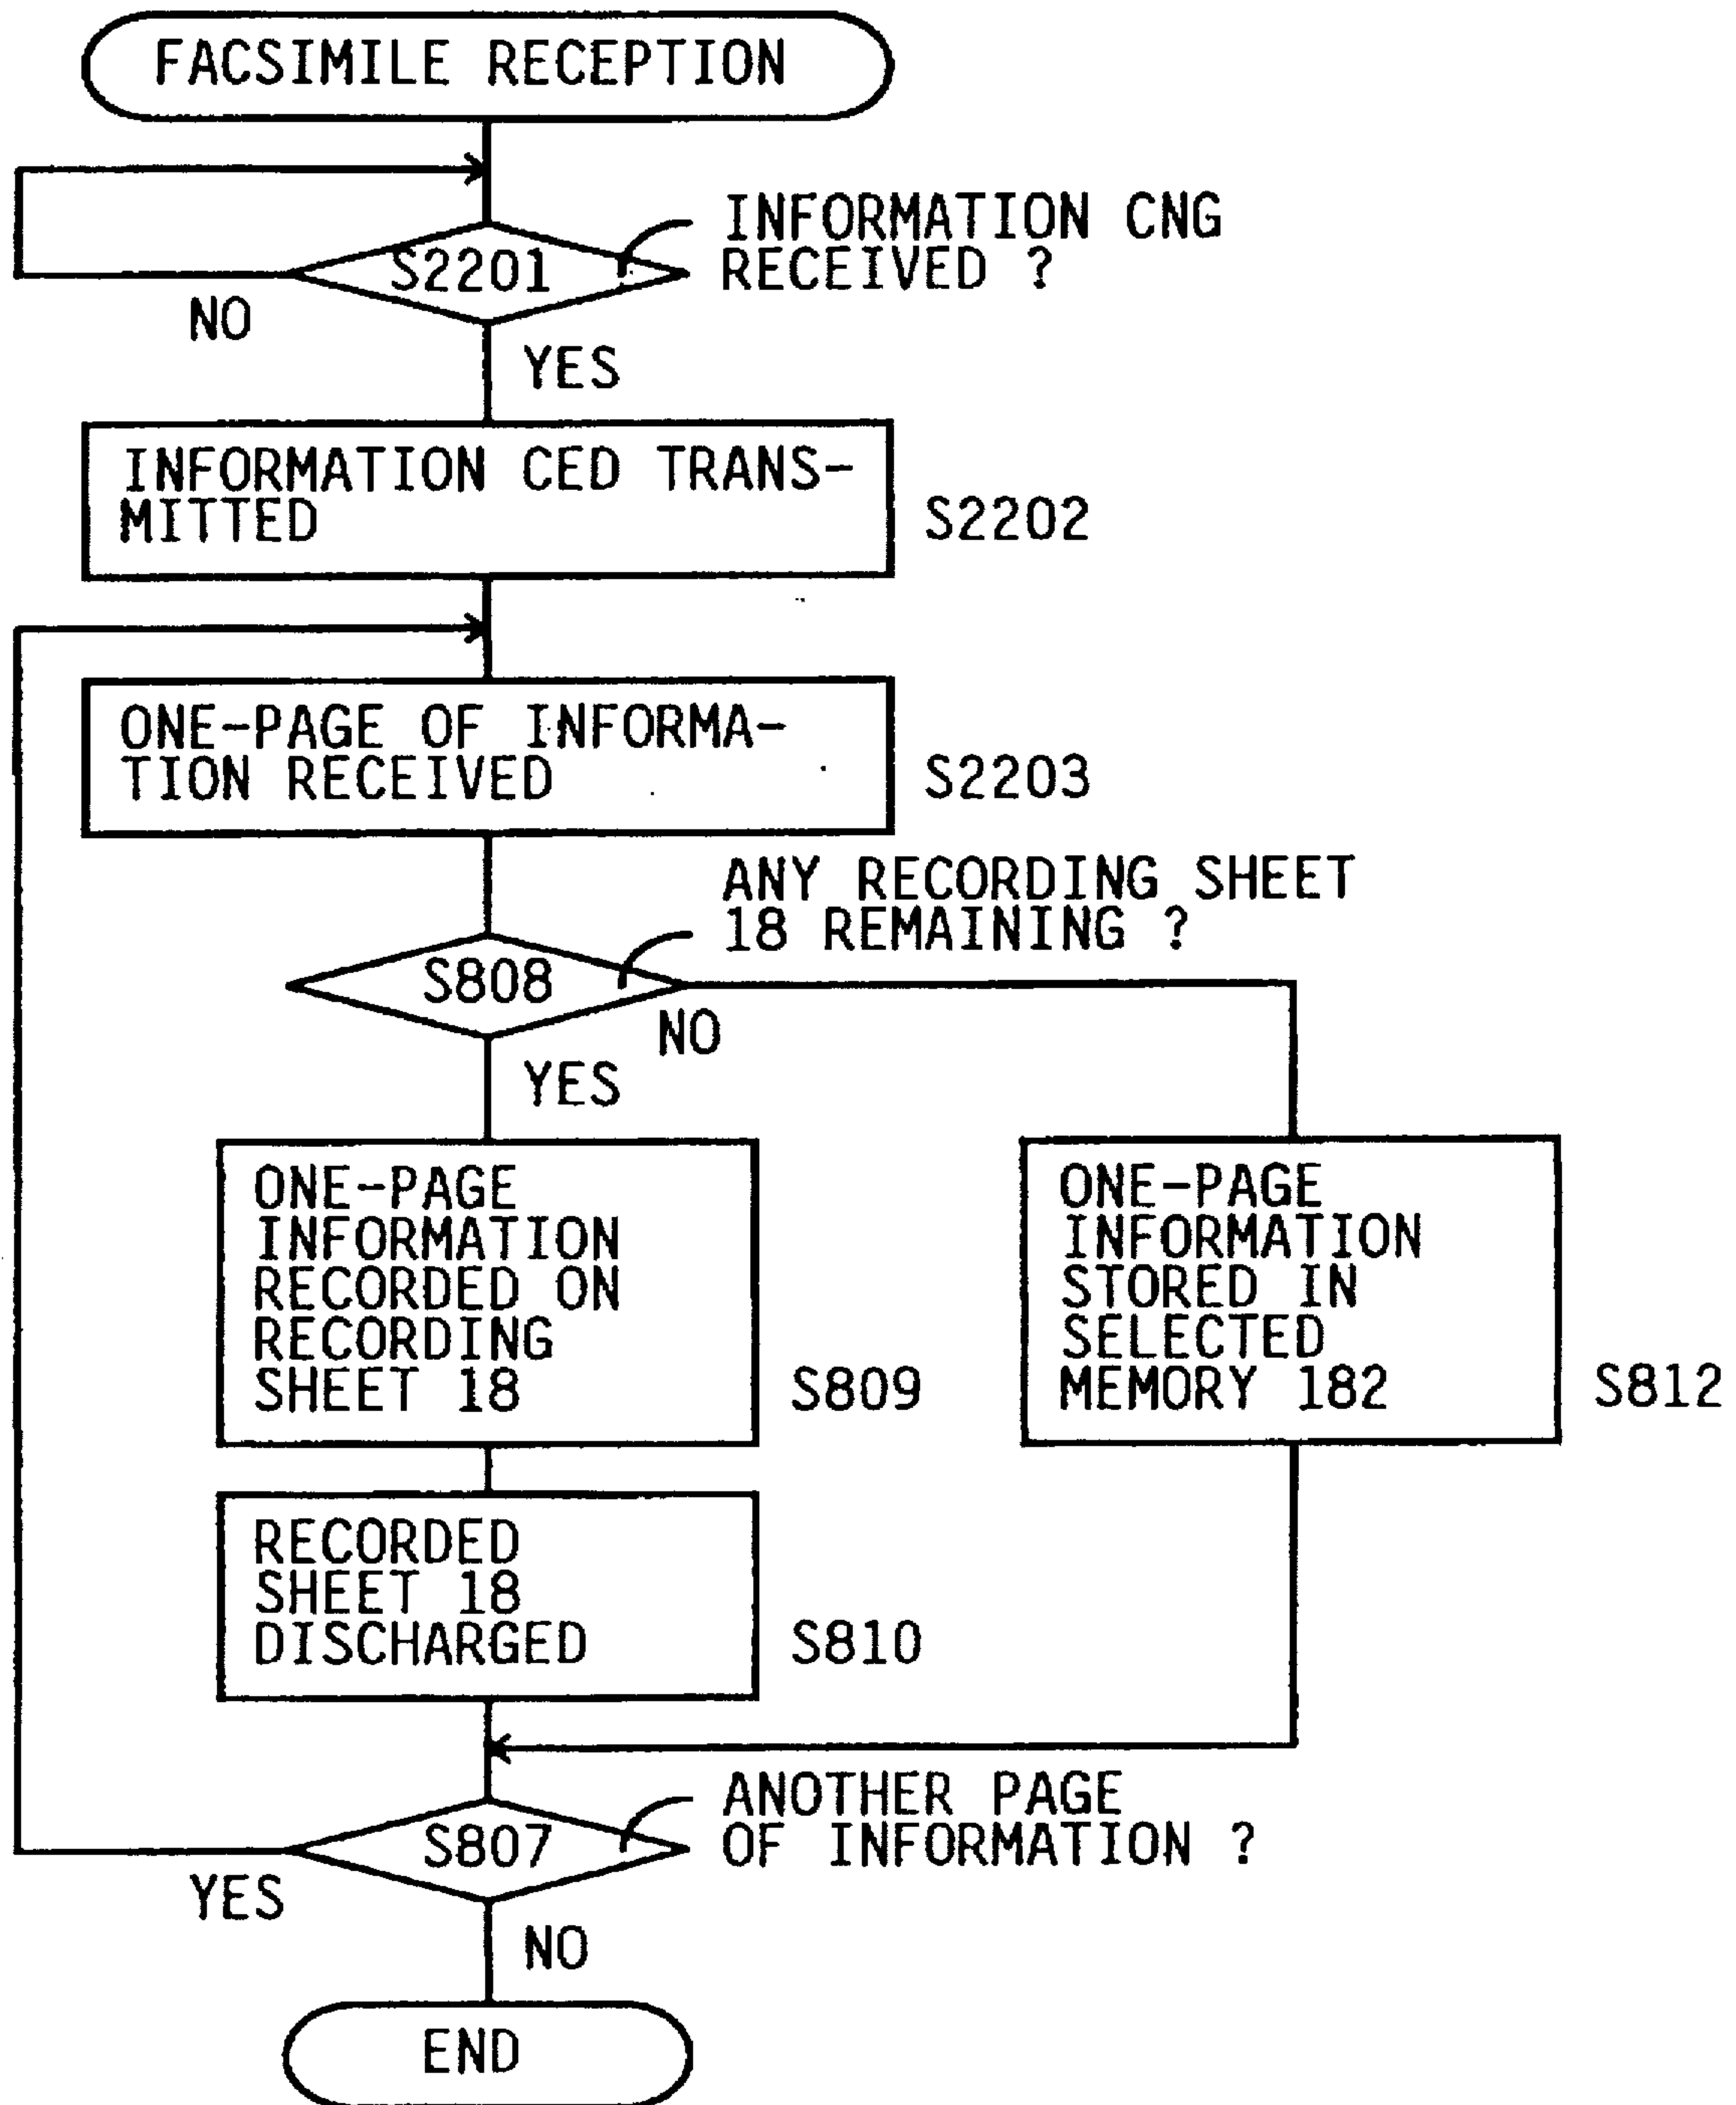 FACSIMILE RECEPTION
INFORMATION CNG
RECEIVED ?
S2201
NO
YES
INFORMATION CED TRANS-
MITTED
S2202
ONE-PAGE OF INFORMA-
TION RECEIVED
S2203
ANY RECORDING SHEET
18 REMAINING ?
S808
NO
YES
ONE-PAGE
INFORMATION
RECORDED ON
RECORDING
SHEET 18
S809
ONE-PAGE
INFORMATION
STORED IN
SELECTED
MEMORY 182
S812
RECORDED
SHEET 18
DISCHARGED
S810
ANOTHER PAGE
OF INFORMATION ?
S807
YES
NO
END